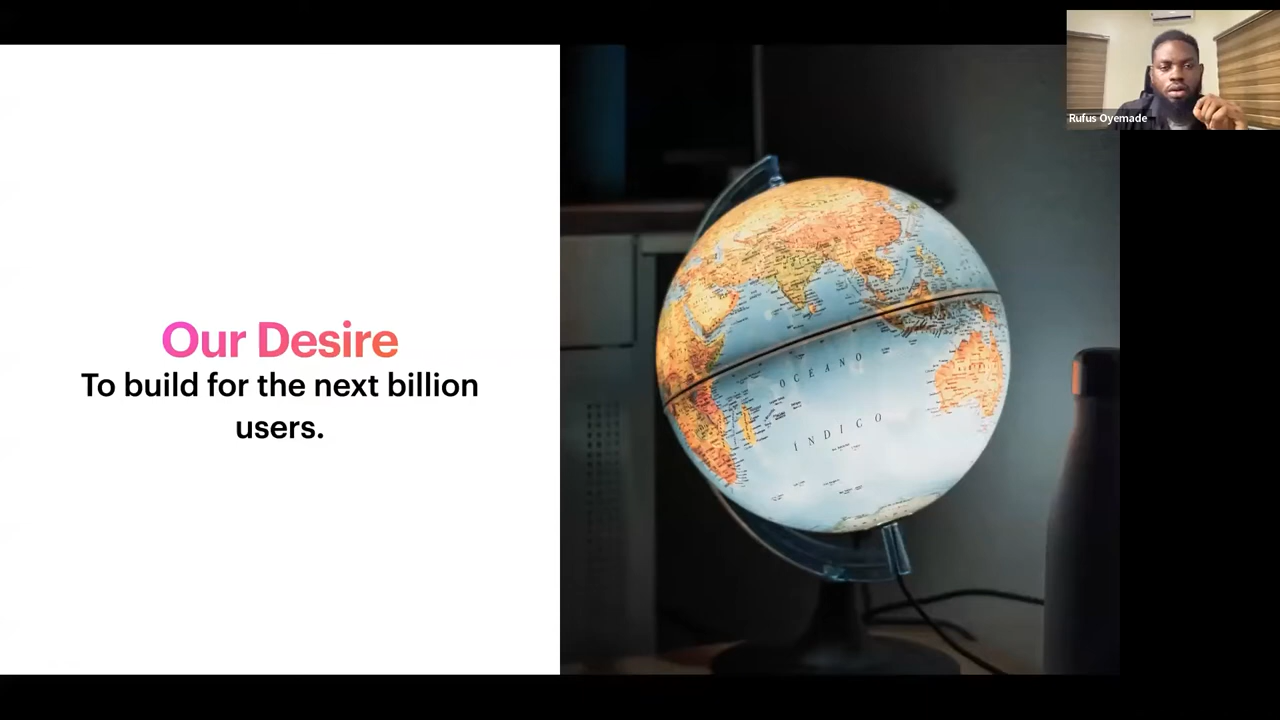 Rufus Oyemade
Our Desire
To build for the next billion
users.
OCEANO
INDICO